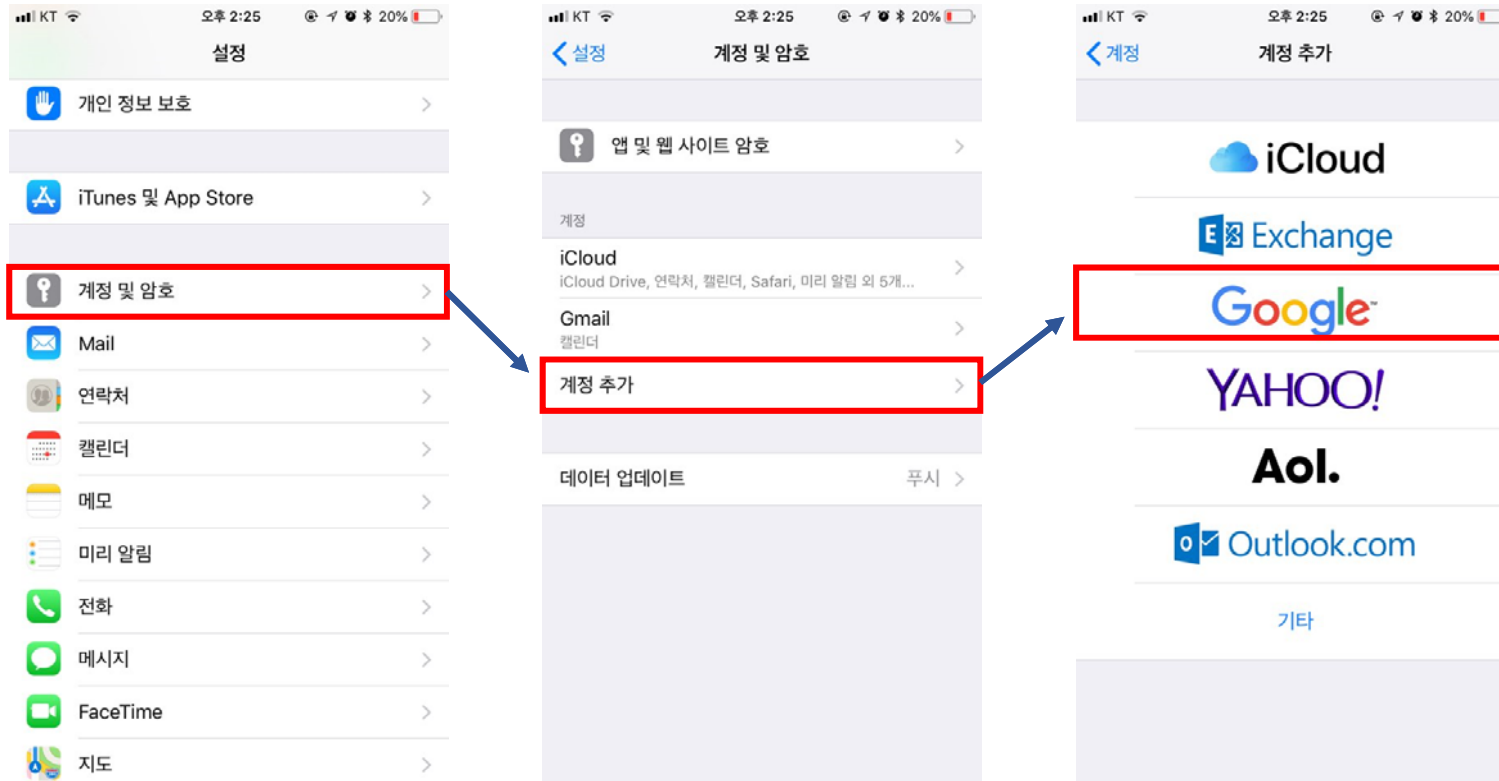 KT 오후 2:25 20%
설정
개인 정보 보호
iTunes 및 App Store
계정 및 암호
Mail
연락처
캘린더
메모
미리 알림
전화
메시지
FaceTime
지도
KT 오후 2:25 20%
설정 계정 및 암호
앱 및 웹 사이트 암호
계정
iCloud
iCloud Drive, 연락처, 캘린더, Safari, 미리 알림 외 5개...
Gmail
캘린더
계정 추가
데이터 업데이트 푸시
KT 오후 2:25 20%
계정 계정 추가
iCloud
E Exchange
Google™
YAHOO!
Aol.
o Outlook.com
기타